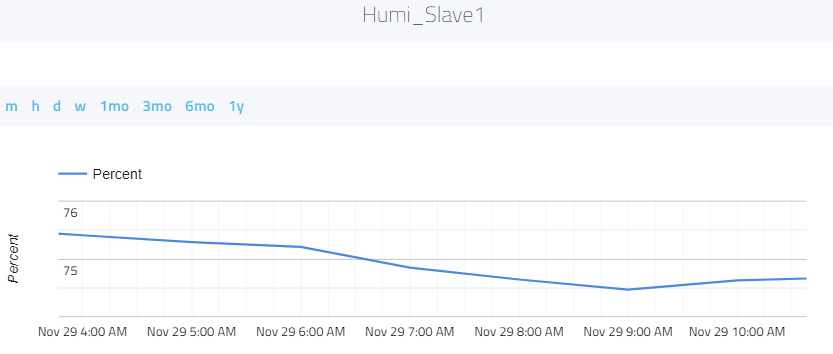 Humi_Slave1
m h d w 1mo 3mo 6mo 1y
Percent
76
Percent
75
Nov 29 4:00 AM Nov 29 5:00 AM Nov 29 6:00 AM Nov 29 7:00 AM Nov 29 8:00 AM Nov 29 9:00 AM Nov 29 10:00 AM